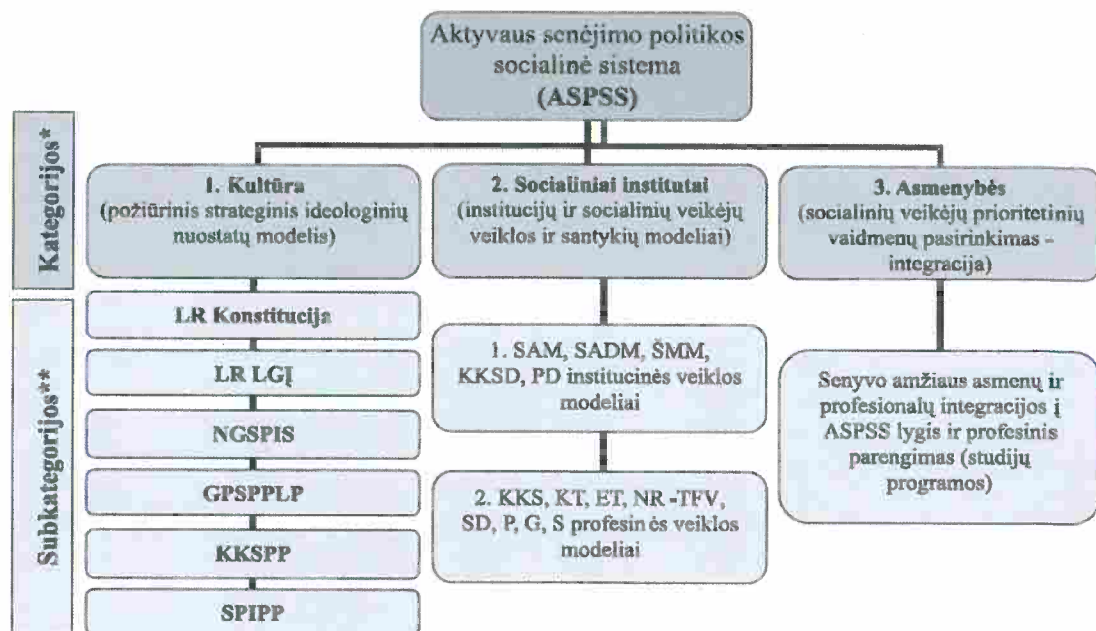 Aktyvaus senėjimo politikos
socialinė sistema
(ASPSS)
Kategorijos*
1. Kultūra
(požiūrinis strateginis ideologinių
nuostatų modelis)
2. Socialiniai institutai
(institucijų ir socialinių veikėjų
veiklos ir santykių modeliai)
3. Asmenybės
(socialinių veikėjų prioritetinių
vaidmenų pasirinkimas -
integracija)
Subkategorijos**
LR Konstitucija
LR LGĮ
NGSPIS
GPSPPLP
KKSPP
SPIPP
1. SAM, SADM, ŠMM,
KKSD, PD institucinės veiklos
modeliai
2. KKS, KT, ET, NR -TFV,
SD, P, G, S profesinės veiklos
modeliai
Senyvo amžiaus asmenų ir
profesionalų integracijos į
ASPSS lygis ir profesinis
parengimas (studijų
programos)